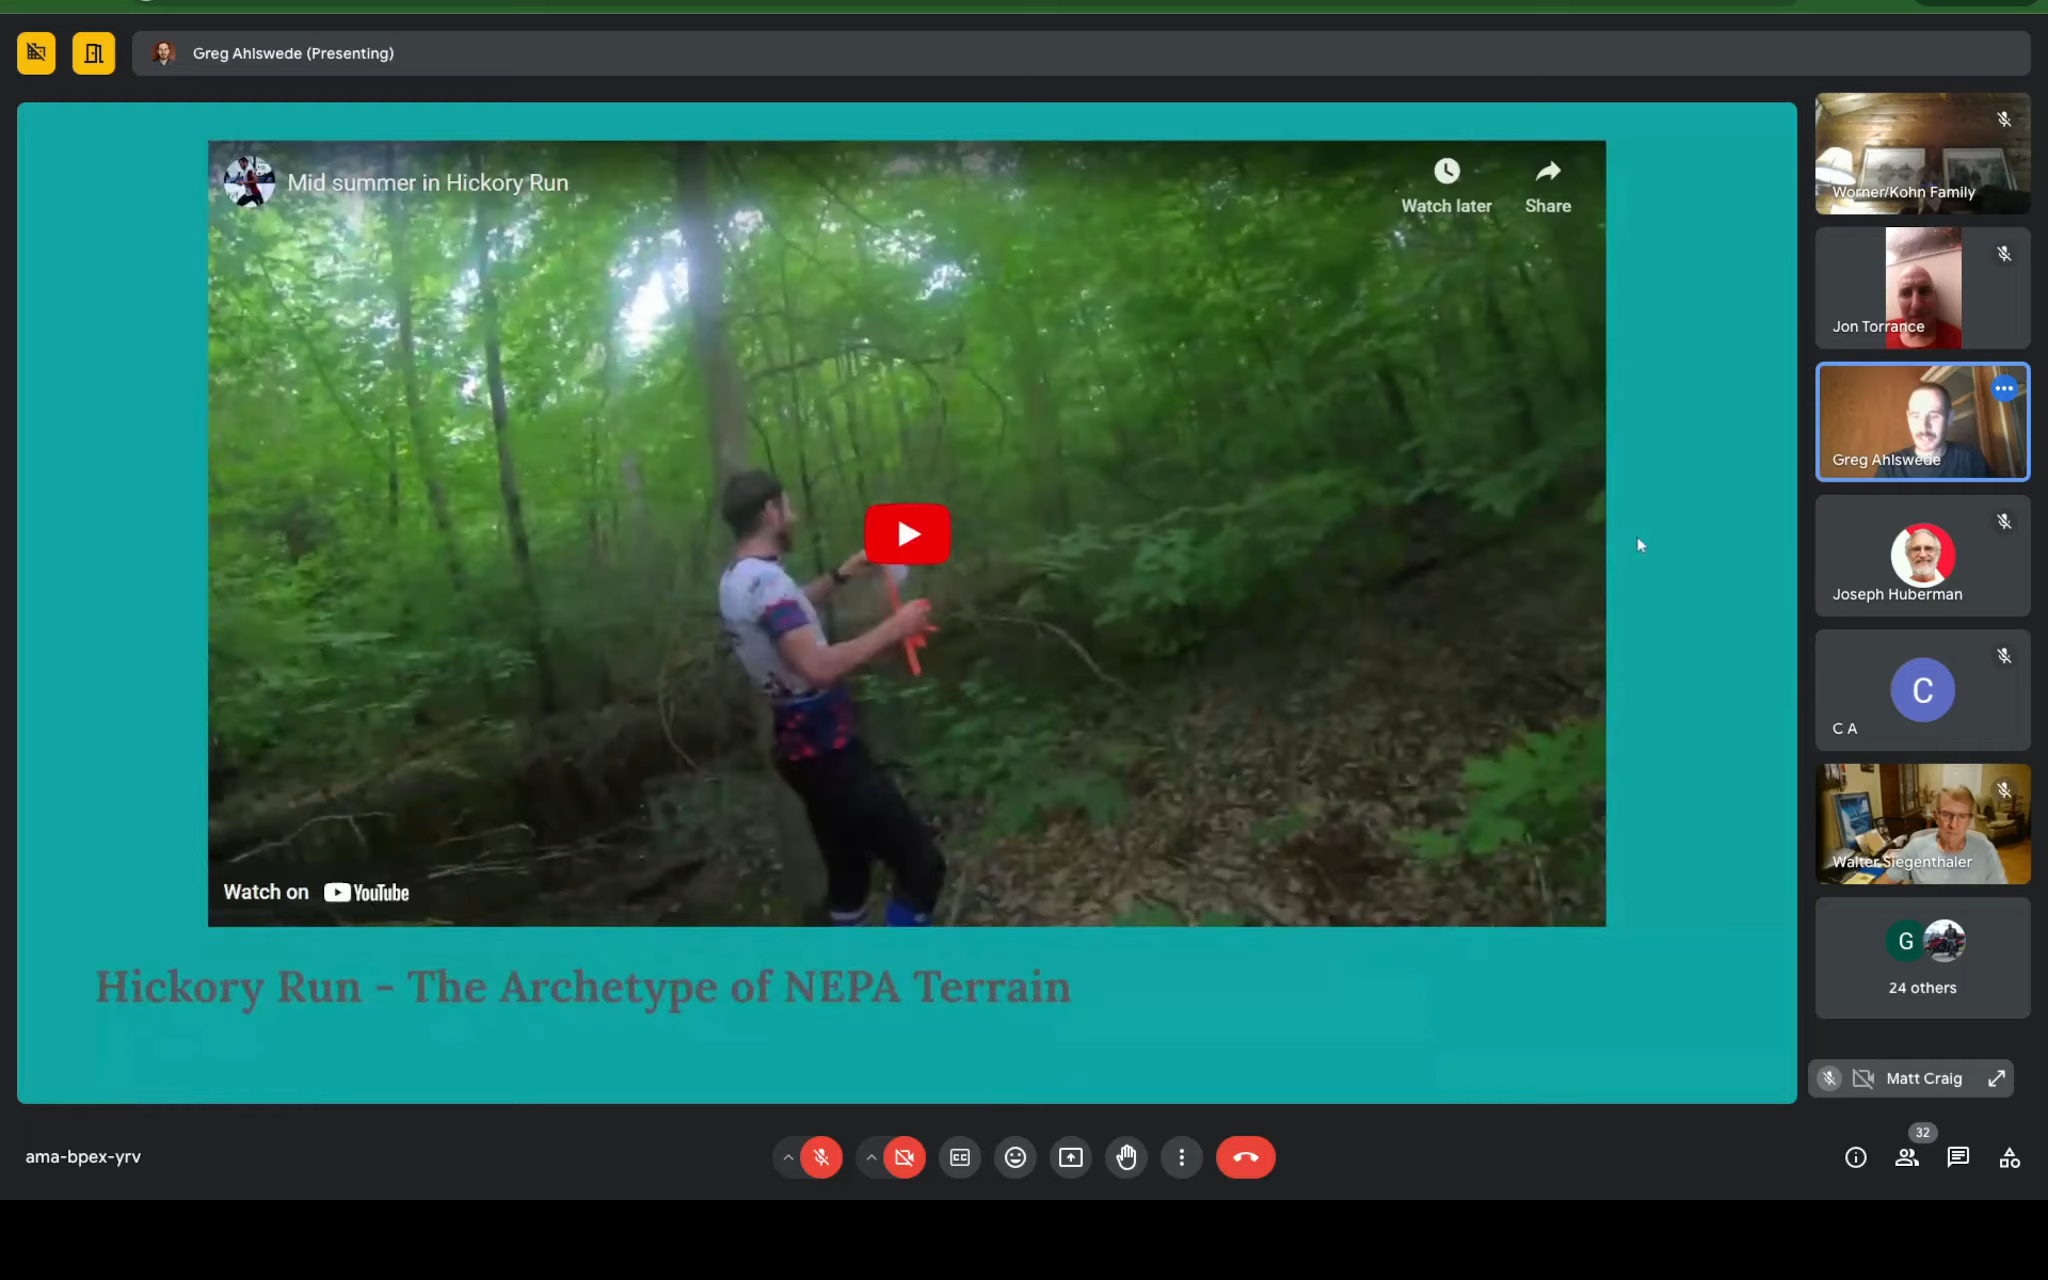 Greg Ahlswede (Presenting)
Mid summer in Hickory Run
Watch later
Share
Watch on YouTube
Hickory Run - The Archetype of NEPA Terrain
Worner/Kohn Family
Jon Torrance
Greg Ahlswede
Joseph Huberman
C
C A
Walter Siegenthaler
G
24 others
Matt Craig
ama-bpex-yrv
CC
32